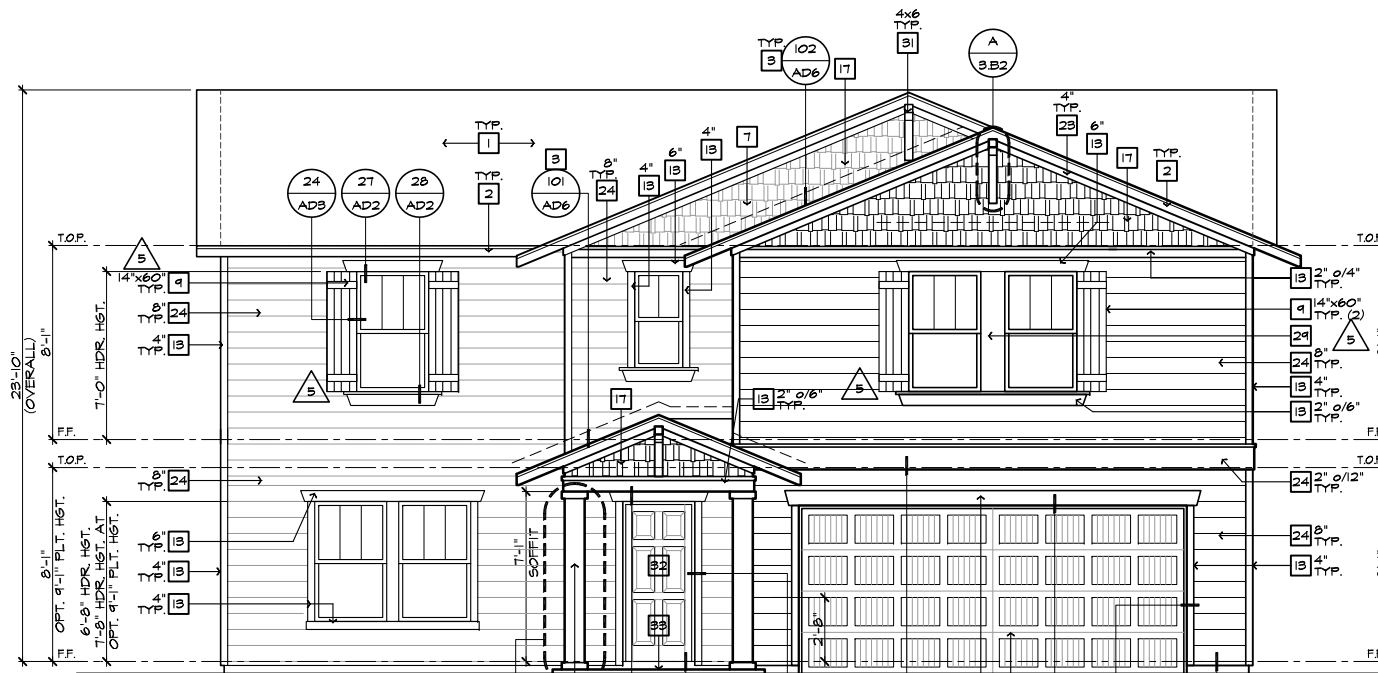 4x6
TYP.
31
TYP.
3
102
AD6
17
A
3.B2
4"
TYP.
23
6"
13
17
TYP.
2
TYP.
1
3
101
AD6
8"
TYP.
24
4"
13
6"
13
4"
13
7
TYP.
2
24
AD3
27
AD2
28
AD2
T.O.P.
5
14"x60"
TYP.
9
8"
TYP.
24
4"
TYP.
13
5
23'-10"
(OVERALL)
8'-1"
7'-0" HDR. HGT.
13
2" o/4"
TYP.
9
14"x60"
TYP. (2)
29
5
24
8"
TYP.
13
4"
TYP.
13
2" o/6"
5
13
2" o/6"
TYP.
17
F.F.
T.O.P.
8"
TYP.
24
24
2" o/12"
TYP.
6"
TYP.
13
4"
TYP.
13
4"
TYP.
13
8'-1"
OPT. 9'-1" PLT. HGT.
6'-8" HDR. HGT.
7'-8" HDR. HGT. AT
OPT. 9'-1" PLT. HGT.
7'-1"
SOFFIT
32
33
2'-8"
24
8"
TYP.
13
4"
TYP.
F.F.